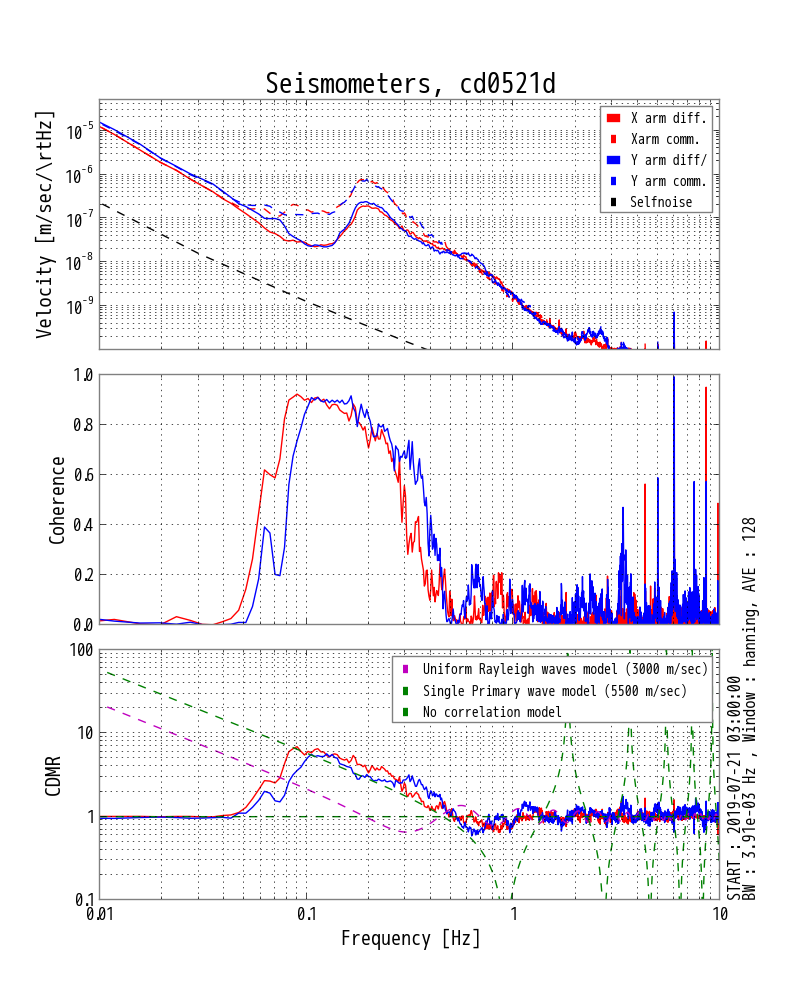 Seismometers, cd0521d
Velocity [m/sec/\rtHz]
10^-5
10^-6
10^-7
10^-8
10^-9
X arm diff.
Xarm comm.
Y arm diff/
Y arm comm.
Selfnoise
Coherence
1.0
0.8
0.6
0.4
0.2
0.0
CDMR
100
10
1
0.1
Uniform Rayleigh waves model (3000 m/sec)
Single Primary wave model (5500 m/sec)
No correlation model
0.01 0.1 1 10
Frequency [Hz]
START : 2019-07-21 03:00:00
BW : 3.91e-03 Hz , Window : hanning, AVE : 128